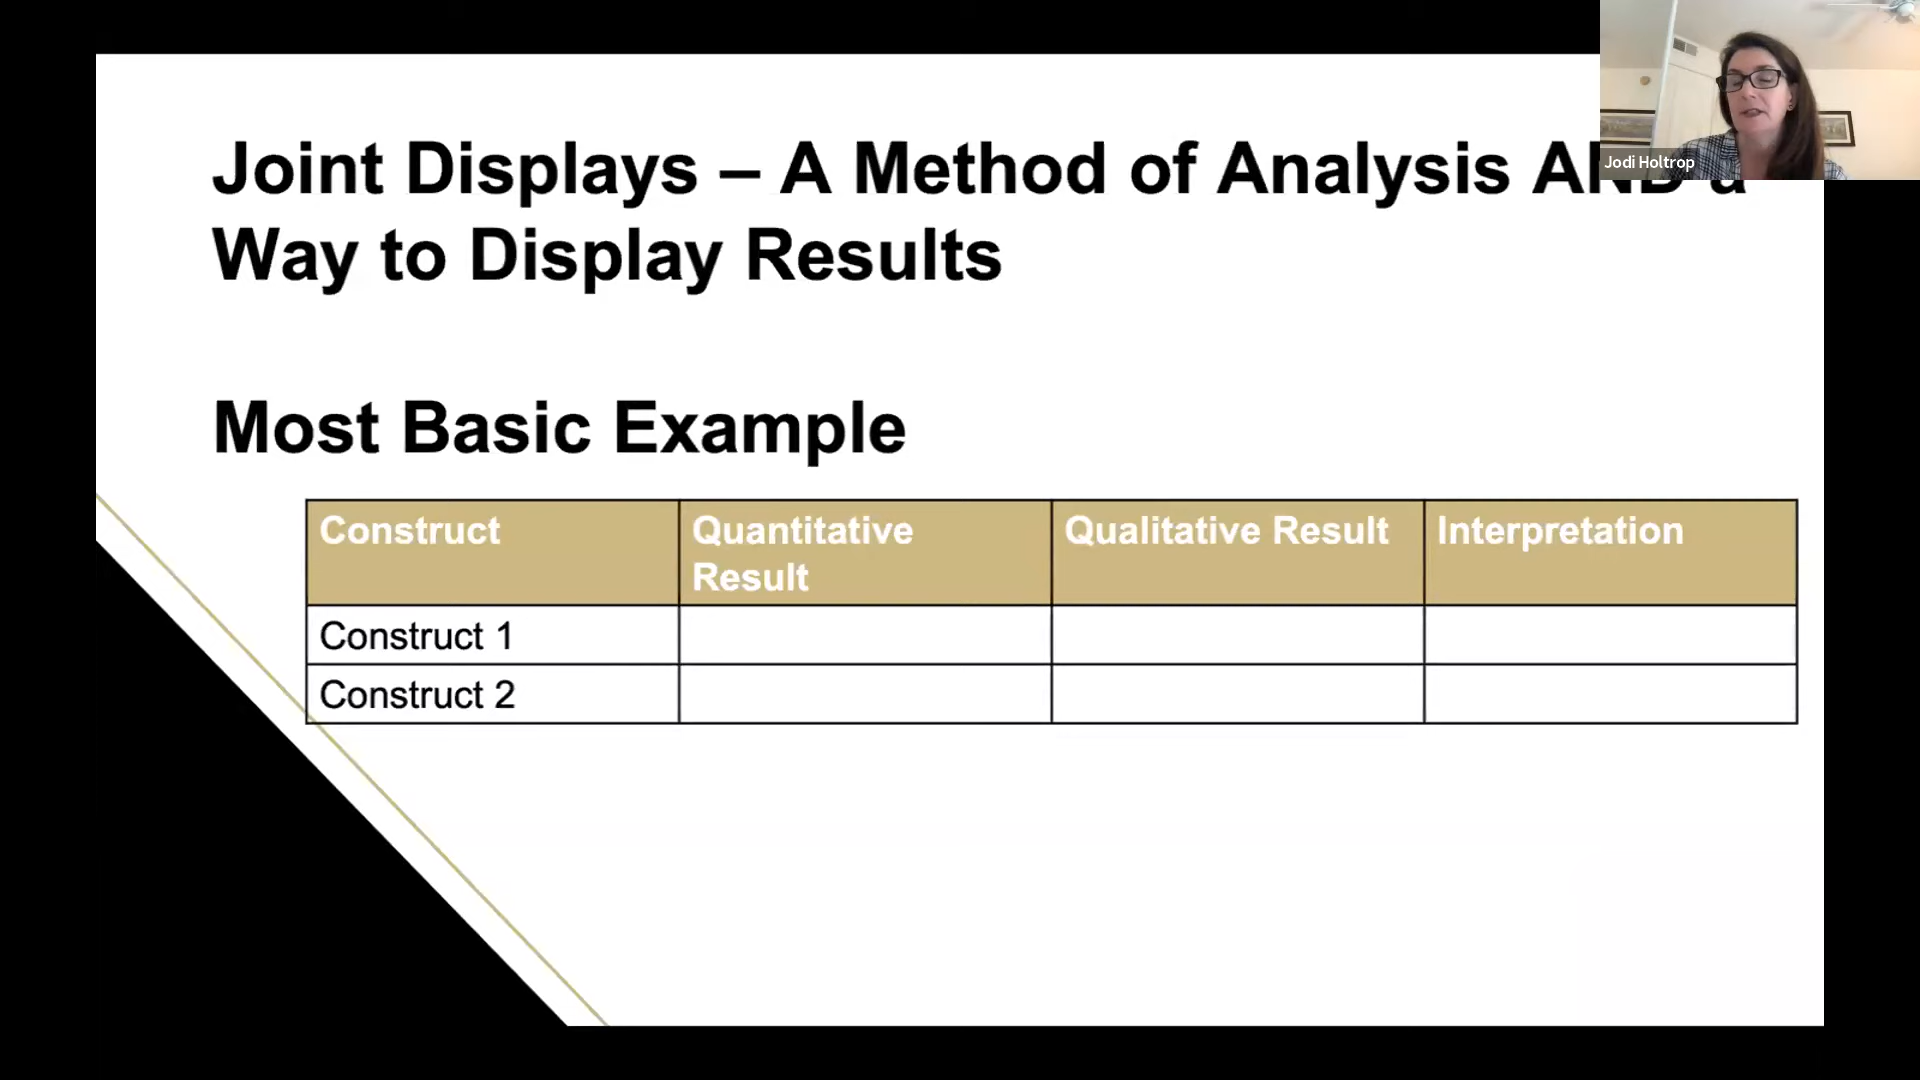 Jodi Holtrop
Joint Displays – A Method of Analysis AND a
Way to Display Results
Most Basic Example
Construct
Quantitative
Result
Qualitative Result
Interpretation
Construct 1
Construct 2